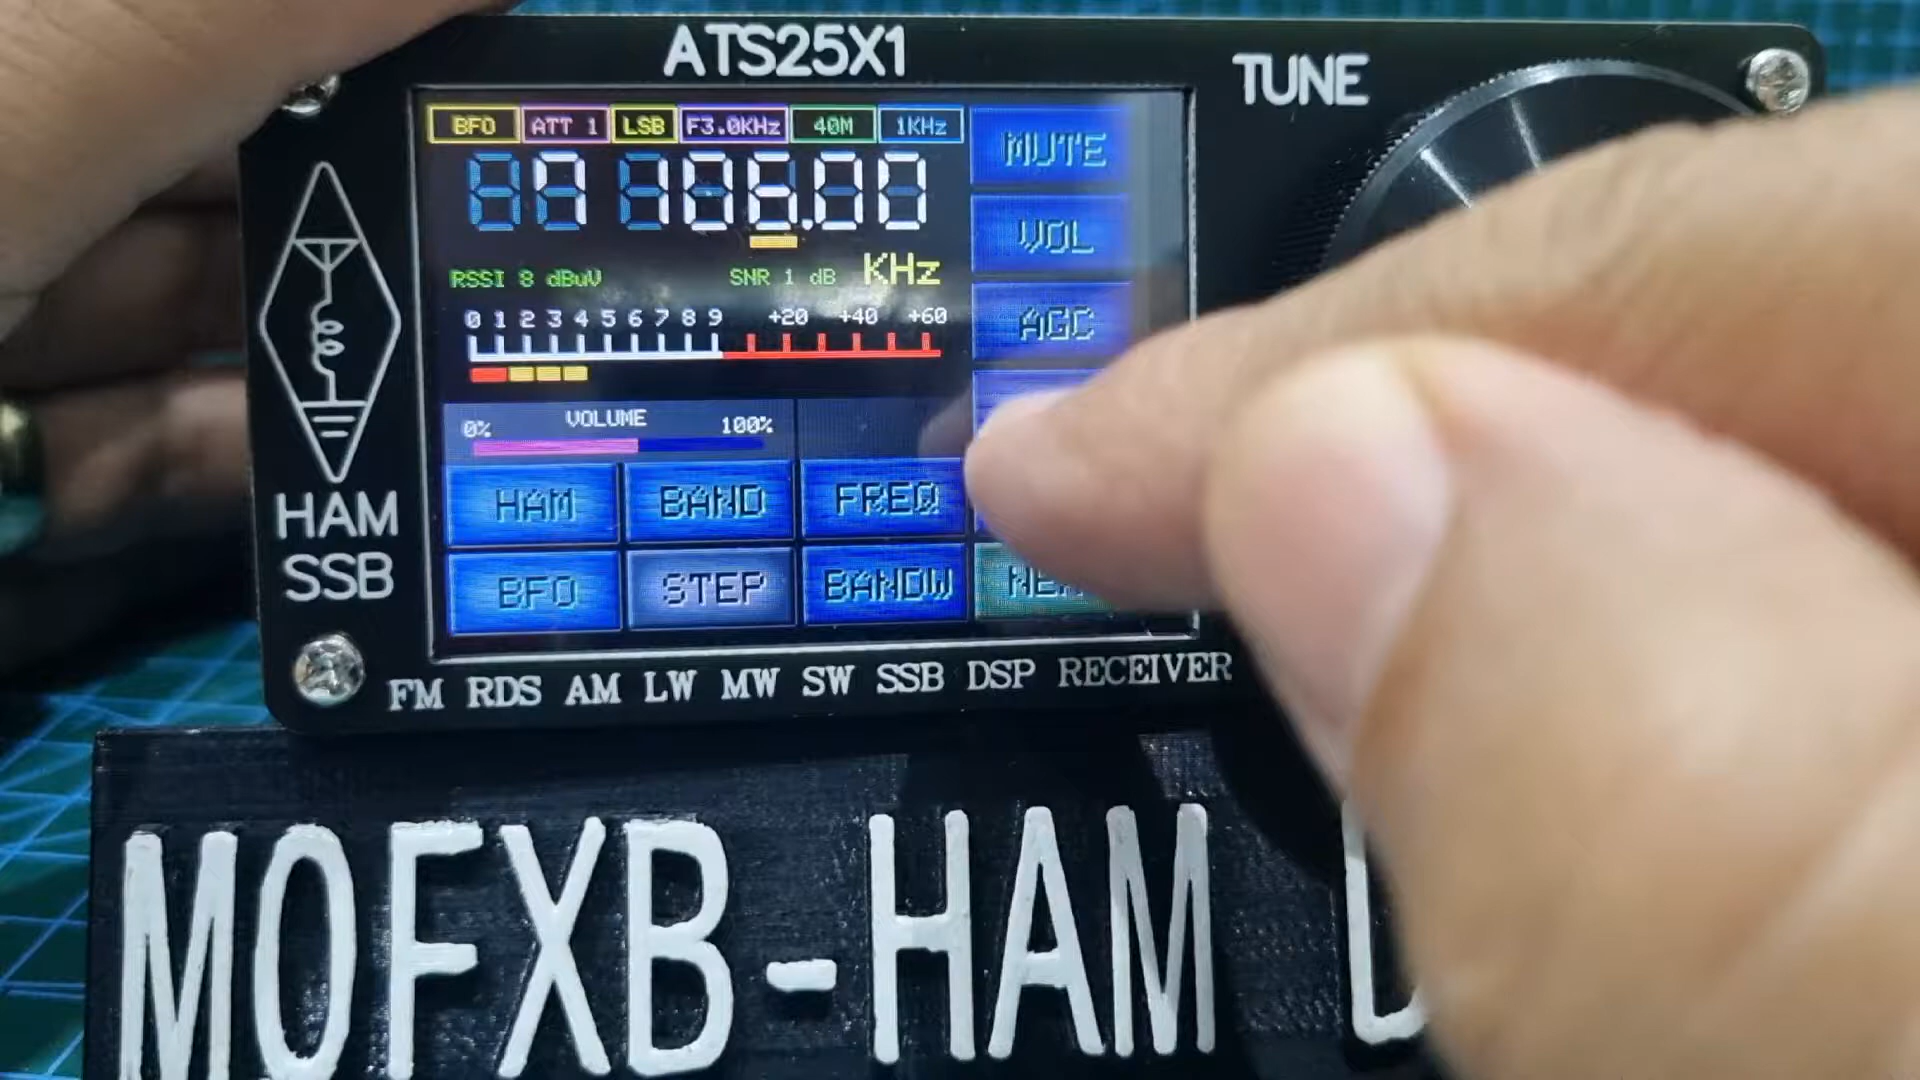 ATS25X1
TUNE
BFO ATT 1 LSB F3.0KHz 40M 1KHz
MUTE
7106.00
VOL
RSSI 8 dBuV SNR 1 dB KHz
0 1 2 3 4 5 6 7 8 9 +20 +40 +60
AGC
0% VOLUME 100%
HAM BAND FREQ
BFO STEP BANDW
HAM
SSB
FM RDS AM LW MW SW SSB DSP RECEIVER
M0FXB-HAM